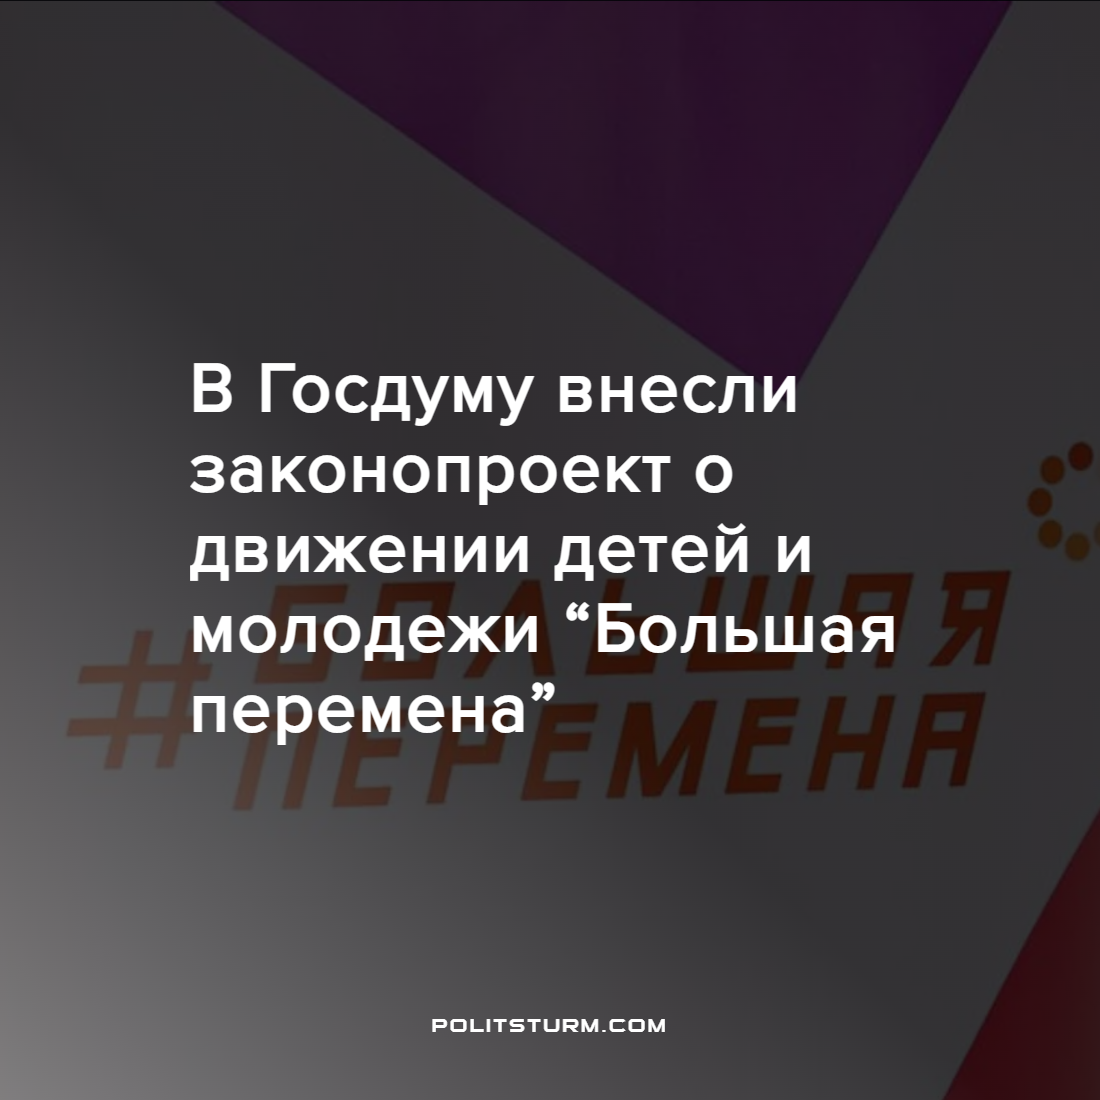 В Госдуму внесли
законопроект о
движении детей и
молодежи “Большая
перемена”
#БОЛЬШАЯ
ПЕРЕМЕНА
POLITSTURM.COM